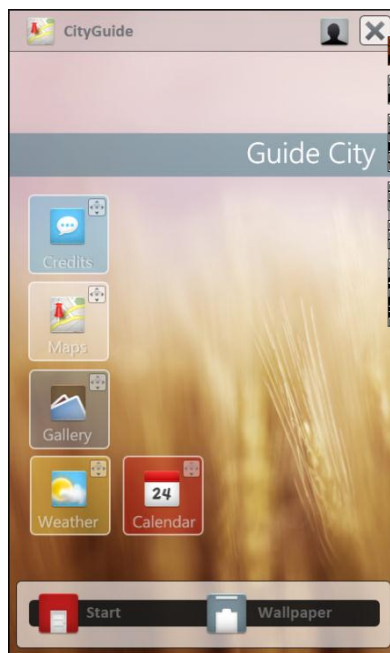 CityGuide
Guide City
Credits
Maps
Gallery
Weather
24
Calendar
Start
Wallpaper